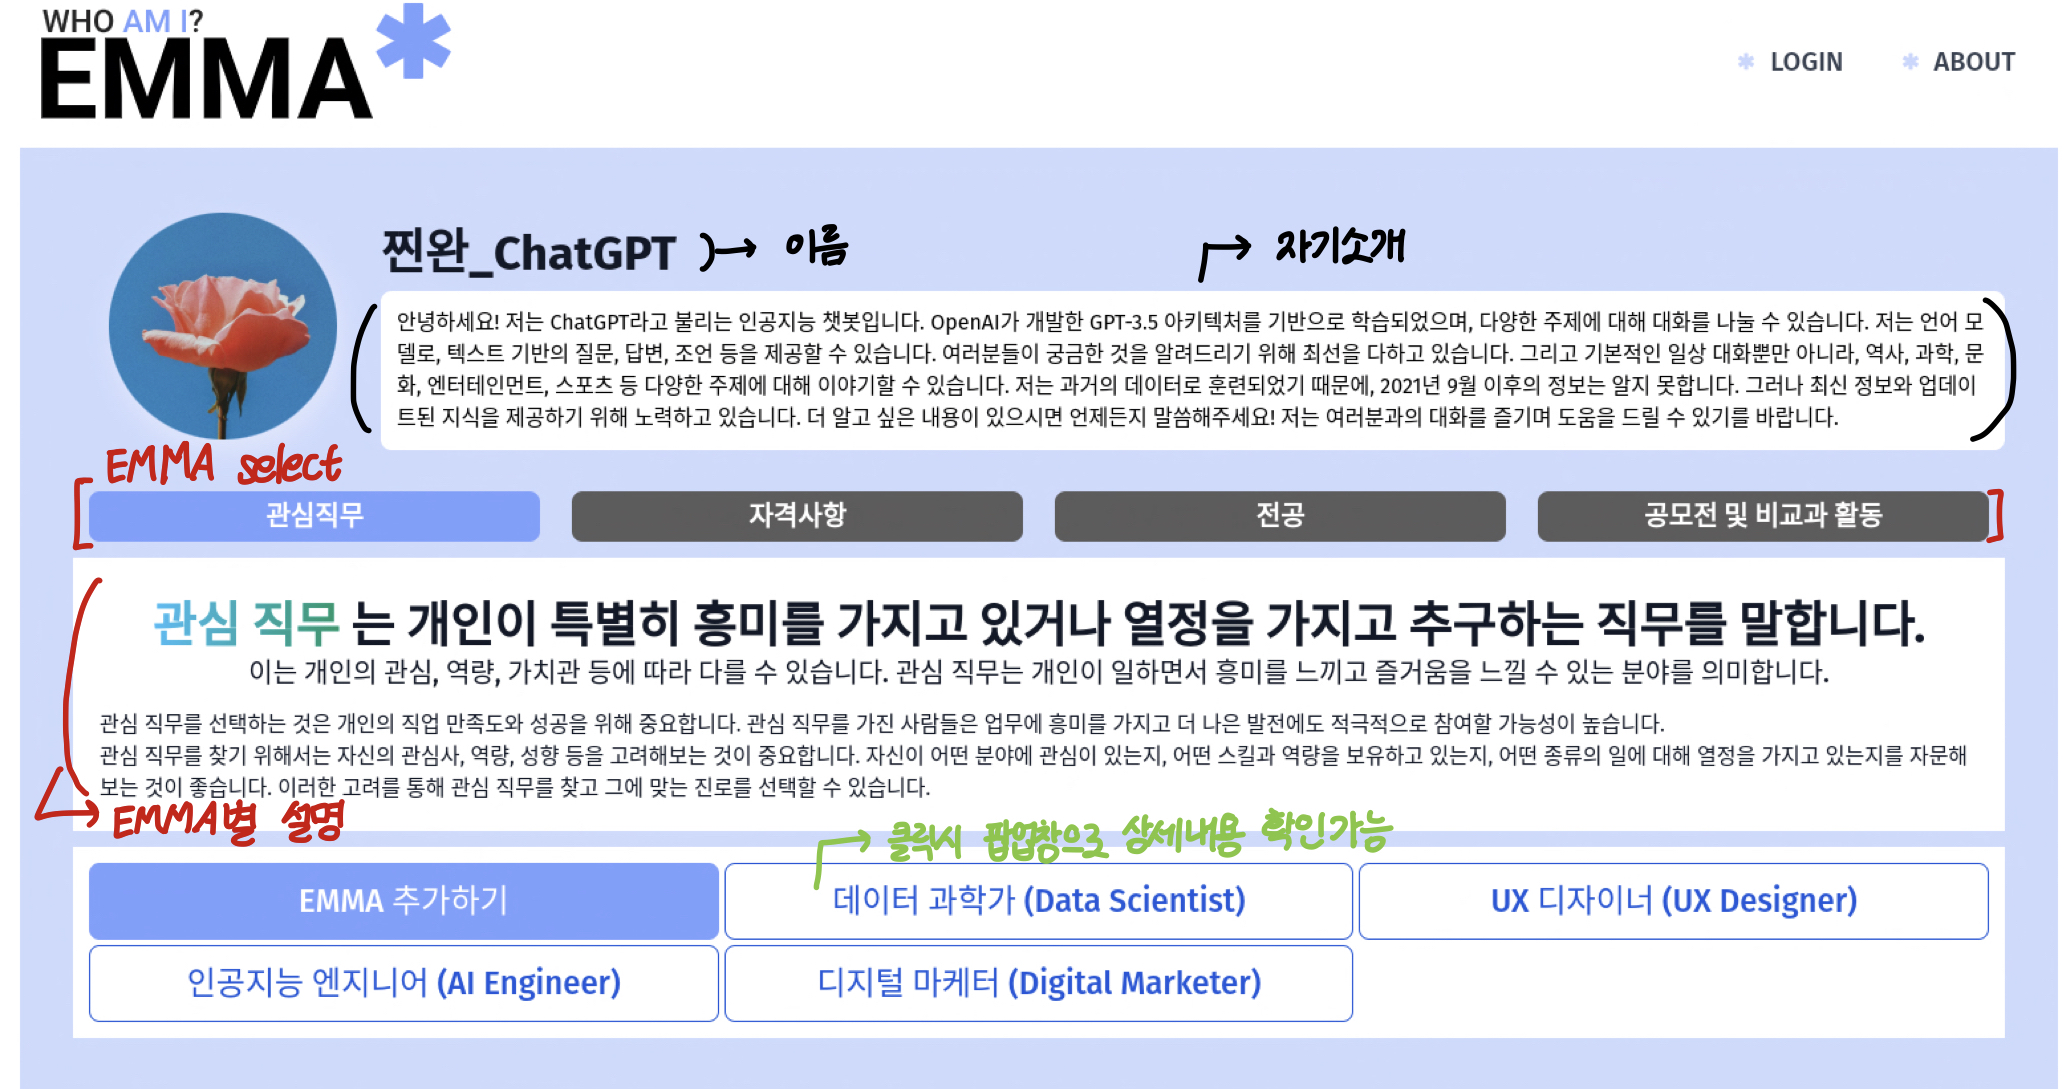 WHO AM I?
EMMA*
* LOGIN
* ABOUT
찐완_ChatGPT
이름
자기소개
안녕하세요! 저는 ChatGPT라고 불리는 인공지능 챗봇입니다. OpenAI가 개발한 GPT-3.5 아키텍처를 기반으로 학습되었으며, 다양한 주제에 대해 대화를 나눌 수 있습니다. 저는 언어 모
델로, 텍스트 기반의 질문, 답변, 조언 등을 제공할 수 있습니다. 여러분들이 궁금한 것을 알려드리기 위해 최선을 다하고 있습니다. 그리고 기본적인 일상 대화뿐만 아니라, 역사, 과학, 문
화, 엔터테인먼트, 스포츠 등 다양한 주제에 대해 이야기할 수 있습니다. 저는 과거의 데이터로 훈련되었기 때문에, 2021년 9월 이후의 정보는 알지 못합니다. 그러나 최신 정보와 업데이
트된 지식을 제공하기 위해 노력하고 있습니다. 더 알고 싶은 내용이 있으시면 언제든지 말씀해주세요! 저는 여러분과의 대화를 즐기며 도움을 드릴 수 있기를 바랍니다.
EMMA select
관심직무
자격사항
전공
공모전 및 비교과 활동
관심 직무 는 개인이 특별히 흥미를 가지고 있거나 열정을 가지고 추구하는 직무를 말합니다.
이는 개인의 관심, 역량, 가치관 등에 따라 다를 수 있습니다. 관심 직무는 개인이 일하면서 흥미를 느끼고 즐거움을 느낄 수 있는 분야를 의미합니다.
관심 직무를 선택하는 것은 개인의 직업 만족도와 성공을 위해 중요합니다. 관심 직무를 가진 사람들은 업무에 흥미를 가지고 더 나은 발전에도 적극적으로 참여할 가능성이 높습니다.
관심 직무를 찾기 위해서는 자신의 관심사, 역량, 성향 등을 고려해보는 것이 중요합니다. 자신이 어떤 분야에 관심이 있는지, 어떤 스킬과 역량을 보유하고 있는지, 어떤 종류의 일에 대해 열정을 가지고 있는지를 자문해
보는 것이 좋습니다. 이러한 고려를 통해 관심 직무를 찾고 그에 맞는 진로를 선택할 수 있습니다.
EMMA별 설명
클릭시 팝업창으로 상세내용 확인가능
EMMA 추가하기
데이터 과학가 (Data Scientist)
UX 디자이너 (UX Designer)
인공지능 엔지니어 (AI Engineer)
디지털 마케터 (Digital Marketer)